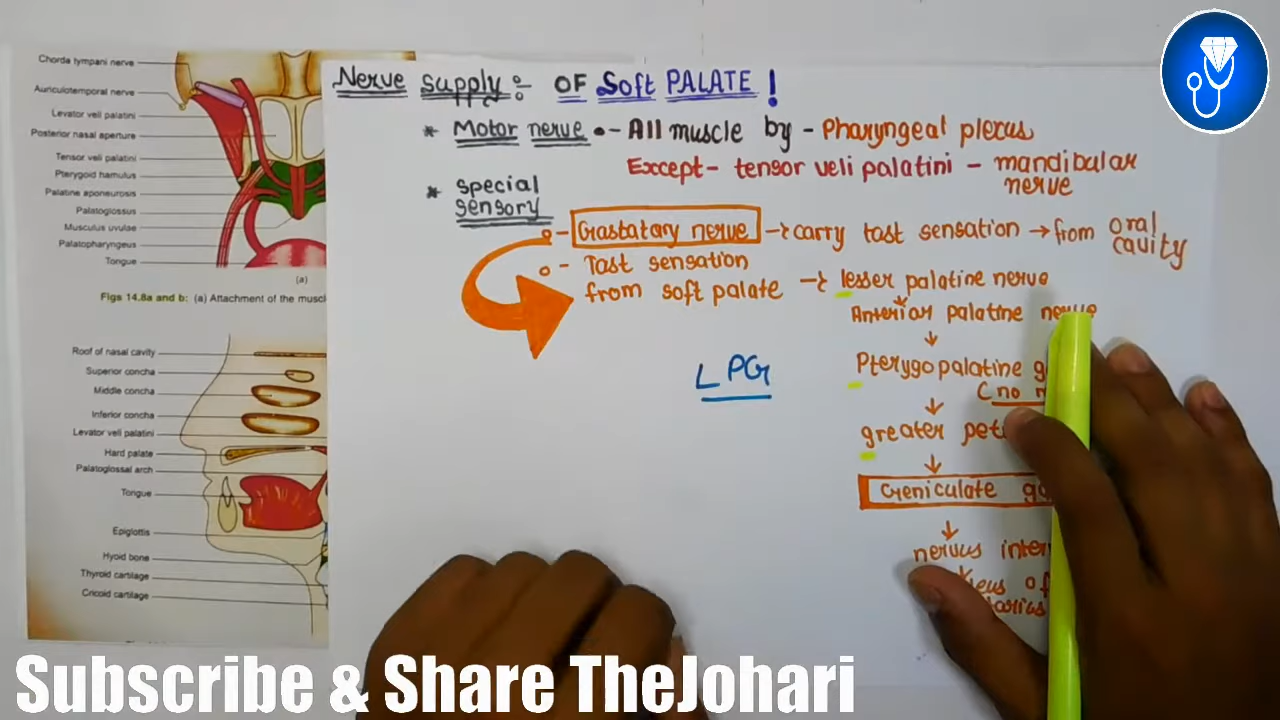 Nerve supply :- OF Soft PALATE !
* Motor nerve :- All muscle by - Pharyngeal plexus
Except - tensor veli palatini - mandibular nerve
* special sensory
o- Gastatary nerve → carry tast sensation → from oral cavity
o- Tast sensation
from soft palate → lesser palatine nerve
Anterior palatine nerve
↓
Pterygopalatine
(no
↓
greater
↓
Geniculate
↓
nervus
LPG
Chorda tympani nerve
Auriculotemporal nerve
Levator veli palatini
Posterior nasal aperture
Tensor veli palatini
Pterygoid hamulus
Palatine aponeurosis
Palatoglossus
Musculus uvulae
Palatopharyngeus
Tongue
(a)
Figs 14.8a and b: (a) Attachment of the
Roof of nasal cavity
Superior concha
Middle concha
Inferior concha
Levator veli palatini
Hard palate
Palatoglossal arch
Tongue
Epiglottis
Hyoid bone
Thyroid cartilage
Cricoid cartilage
Subscribe & Share TheJohari